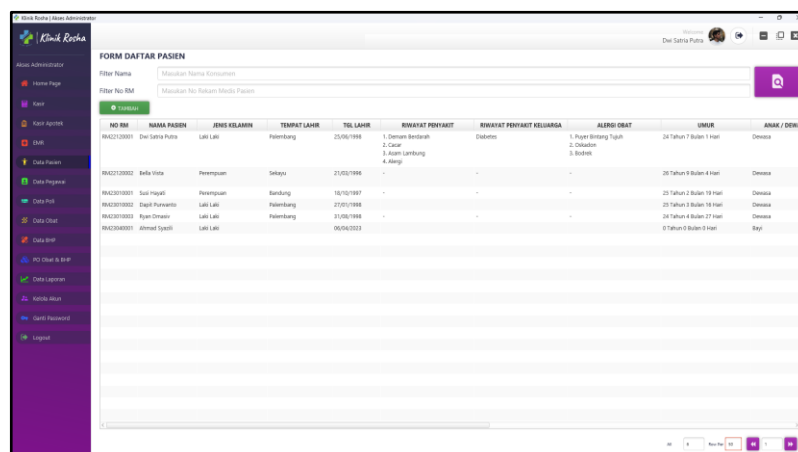 Klinik Rosha | Akses Administrator
Klinik Rosha
Welcome
Dwi Satria Putra
Akses Administrator
Home Page
Kasir
Kasir Apotek
EMR
Data Pasien
Data Pegawai
Data Poli
Data Obat
Data BHP
PO Obat & BHP
Data Laporan
Kelola Akun
Ganti Password
Logout
FORM DAFTAR PASIEN
Filter Nama Masukan Nama Konsumen
Filter No RM Masukan No Rekam Medis Pasien
TAMBAH
NO RM NAMA PASIEN JENIS KELAMIN TEMPAT LAHIR TGL LAHIR RIWAYAT PENYAKIT RIWAYAT PENYAKIT KELUARGA ALERGI OBAT UMUR ANAK / DEWA
RM22120001 Dwi Satria Putra Laki Laki Palembang 25/08/1998 1. Demam Berdarah Diabetes 1. Puyer Bintang Tujuh 24 Tahun 7 Bulan 1 Hari Dewasa
2. Cacar 2. Oskadon
3. Asam Lambung 3. Bodrek
4. Alergi
RM22120002 Bella Vista Perempuan Sekayu 21/03/1996 - - - 26 Tahun 9 Bulan 4 Hari Dewasa
RM23010001 Susi Hayati Perempuan Bandung 18/10/1997 - - - 25 Tahun 2 Bulan 19 Hari Dewasa
RM23010002 Dapit Purwanto Laki Laki Palembang 27/01/1998 25 Tahun 3 Bulan 16 Hari Dewasa
RM23010003 Ryan Dmasiv Laki Laki Palembang 31/08/1998 - - - 24 Tahun 4 Bulan 27 Hari Dewasa
RM23040001 Ahmad Syazili Laki Laki 06/04/2023 0 Tahun 0 Bulan 0 Hari Bayi